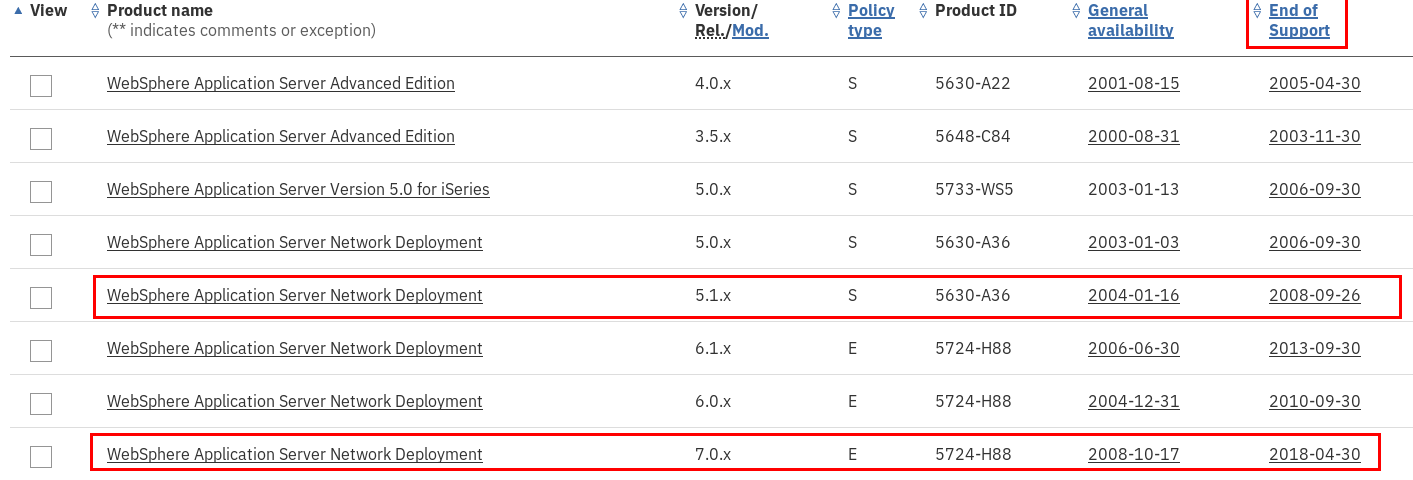 View Product name Version/ Policy Product ID General End of
(** indicates comments or exception) Rel./Mod. type availability Support
WebSphere Application Server Advanced Edition 4.0.x S 5630-A22 2001-08-15 2005-04-30
WebSphere Application Server Advanced Edition 3.5.x S 5648-C84 2000-08-31 2003-11-30
WebSphere Application Server Version 5.0 for iSeries 5.0.x S 5733-WS5 2003-01-13 2006-09-30
WebSphere Application Server Network Deployment 5.0.x S 5630-A36 2003-01-03 2006-09-30
WebSphere Application Server Network Deployment 5.1.x S 5630-A36 2004-01-16 2008-09-26
WebSphere Application Server Network Deployment 6.1.x E 5724-H88 2006-06-30 2013-09-30
WebSphere Application Server Network Deployment 6.0.x E 5724-H88 2004-12-31 2010-09-30
WebSphere Application Server Network Deployment 7.0.x E 5724-H88 2008-10-17 2018-04-30